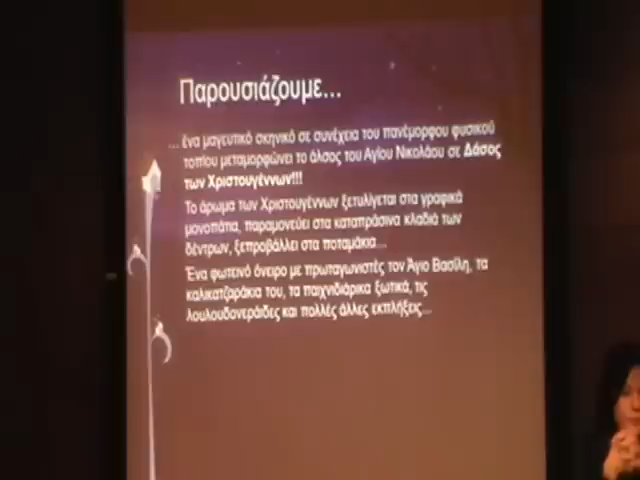 Παρουσιάζουμε...
... ένα μαγευτικό σκηνικό σε συνέχεια του πανέμορφου φυσικού
τοπίου μεταμορφώνει το άλσος του Αγίου Νικολάου σε Δάσος
των Χριστουγέννων!!!
Το άρωμα των Χριστουγέννων ξετυλίγεται στα γραφικά
μονοπάτια, παραμονεύει στα καταπράσινα κλαδιά των
δέντρων, ξεπροβάλλει στα ποταμάκια...
Ένα φωτεινό όνειρο με πρωταγωνιστές τον Άγιο Βασίλη, τα
καλικατζαράκια του, τα παιχνιδιάρικα ξωτικά, τις
λουλουδονεράιδες και πολλές άλλες εκπλήξεις...